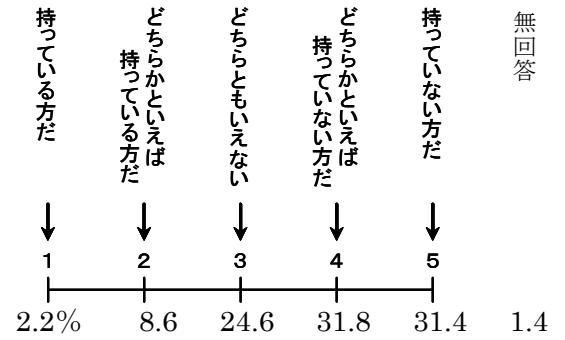 持っている方だ
どちらかといえば
持っている方だ
どちらともいえない
どちらかといえば
持っていない方だ
持っていない方だ
無回答
1 2 3 4 5
2.2% 8.6 24.6 31.8 31.4 1.4